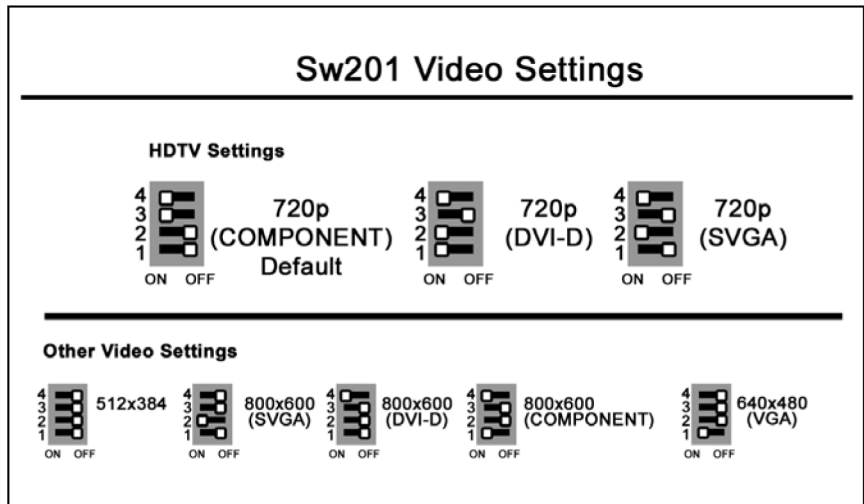 Sw201 Video Settings
HDTV Settings
4
3
2
1
ON OFF
720p
(COMPONENT)
Default
4
3
2
1
ON OFF
720p
(DVI-D)
4
3
2
1
ON OFF
720p
(SVGA)
Other Video Settings
4
3
2
1
ON OFF
512x384
4
3
2
1
ON OFF
800x600
(SVGA)
4
3
2
1
ON OFF
800x600
(DVI-D)
4
3
2
1
ON OFF
800x600
(COMPONENT)
4
3
2
1
ON OFF
640x480
(VGA)